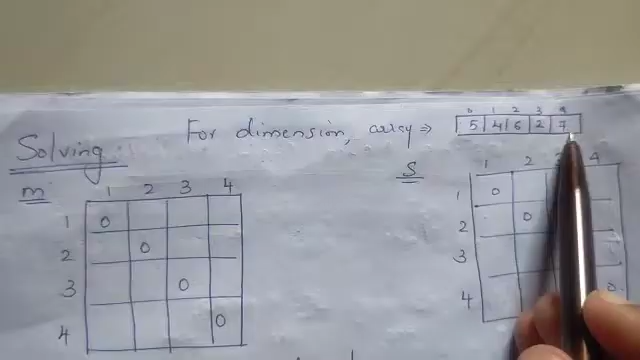 0 1 2 3 4
For dimension, array ⇒ 5 4 6 2 7
Solving
m
1 2 3 4
1 0
2 0
3 0
4 0
S
1 2 4
1 0
2 0
3
4 0